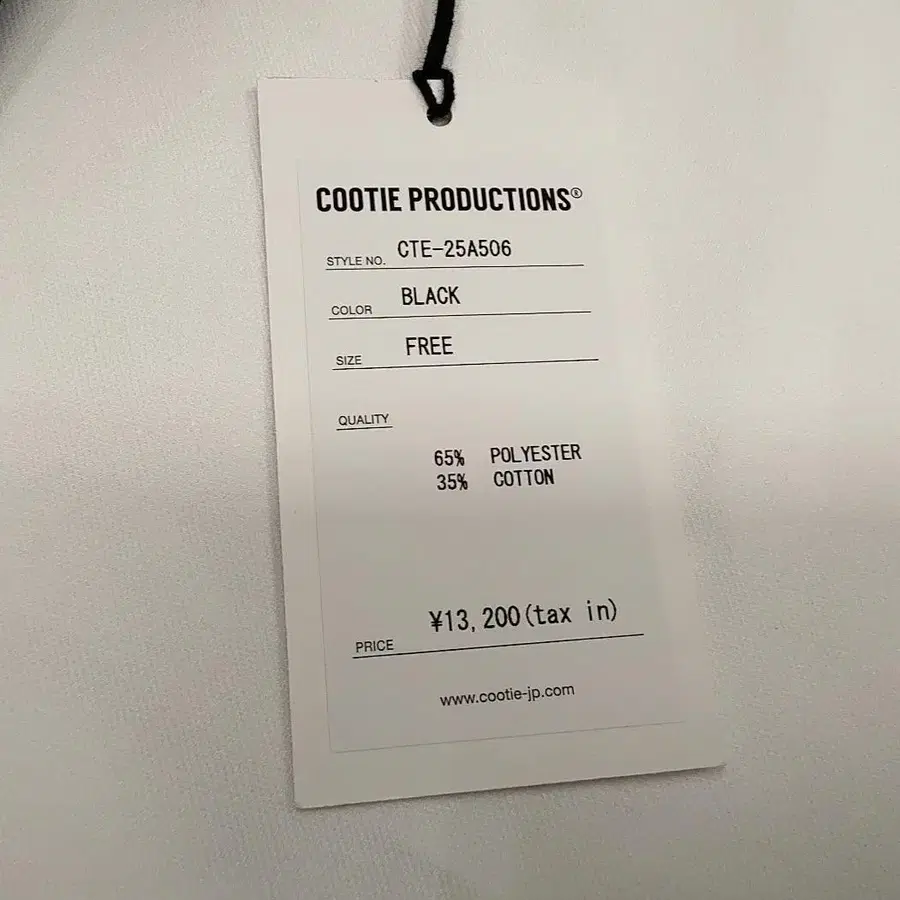 COOTIE PRODUCTIONS®
STYLE NO. CTE-25A506
COLOR BLACK
SIZE FREE
QUALITY
65% POLYESTER
35% COTTON
PRICE ¥13,200(tax in)
www.cootie-jp.com